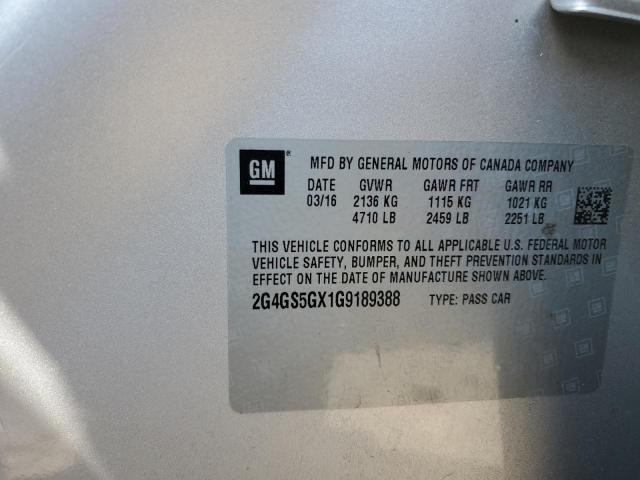 GM ® MFD BY GENERAL MOTORS OF CANADA COMPANY
DATE GVWR GAWR FRT GAWR RR
03/16 2136 KG 1115 KG 1021 KG
4710 LB 2459 LB 2251 LB
THIS VEHICLE CONFORMS TO ALL APPLICABLE U.S. FEDERAL MOTOR
VEHICLE SAFETY, BUMPER, AND THEFT PREVENTION STANDARDS IN
EFFECT ON THE DATE OF MANUFACTURE SHOWN ABOVE.
2G4GS5GX1G9189388 TYPE: PASS CAR